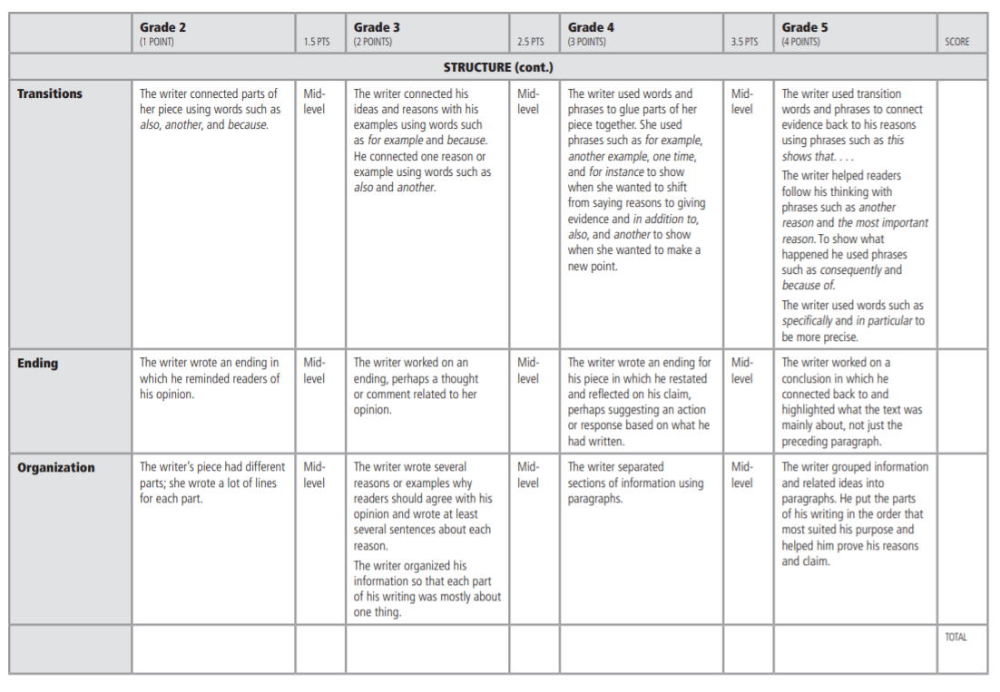 Grade 2
(1 POINT)
1.5 PTS
Grade 3
(2 POINTS)
2.5 PTS
Grade 4
(3 POINTS)
3.5 PTS
Grade 5
(4 POINTS)
SCORE
STRUCTURE (cont.)
Transitions
The writer connected parts of
her piece using words such as
also, another, and because.
Mid-
level
The writer connected his
ideas and reasons with his
examples using words such
as for example and because.
He connected one reason or
example using words such as
also and another.
Mid-
level
The writer used words and
phrases to glue parts of her
piece together. She used
phrases such as for example,
another example, one time,
and for instance to show
when she wanted to shift
from saying reasons to giving
evidence and in addition to,
also, and another to show
when she wanted to make a
new point.
Mid-
level
The writer used transition
words and phrases to connect
evidence back to his reasons
using phrases such as this
shows that. . . .
The writer helped readers
follow his thinking with
phrases such as another
reason and the most important
reason. To show what
happened he used phrases
such as consequently and
because of.
The writer used words such as
specifically and in particular to
be more precise.
Ending
The writer wrote an ending in
which he reminded readers of
his opinion.
Mid-
level
The writer worked on an
ending, perhaps a thought
or comment related to her
opinion.
Mid-
level
The writer wrote an ending for
his piece in which he restated
and reflected on his claim,
perhaps suggesting an action
or response based on what he
had written.
Mid-
level
The writer worked on a
conclusion in which he
connected back to and
highlighted what the text was
mainly about, not just the
preceding paragraph.
Organization
The writer's piece had different
parts; she wrote a lot of lines
for each part.
Mid-
level
The writer wrote several
reasons or examples why
readers should agree with his
opinion and wrote at least
several sentences about each
reason.
The writer organized his
information so that each part
of his writing was mostly about
one thing.
Mid-
level
The writer separated
sections of information using
paragraphs.
Mid-
level
The writer grouped information
and related ideas into
paragraphs. He put the parts
of his writing in the order that
most suited his purpose and
helped him prove his reasons
and claim.
TOTAL